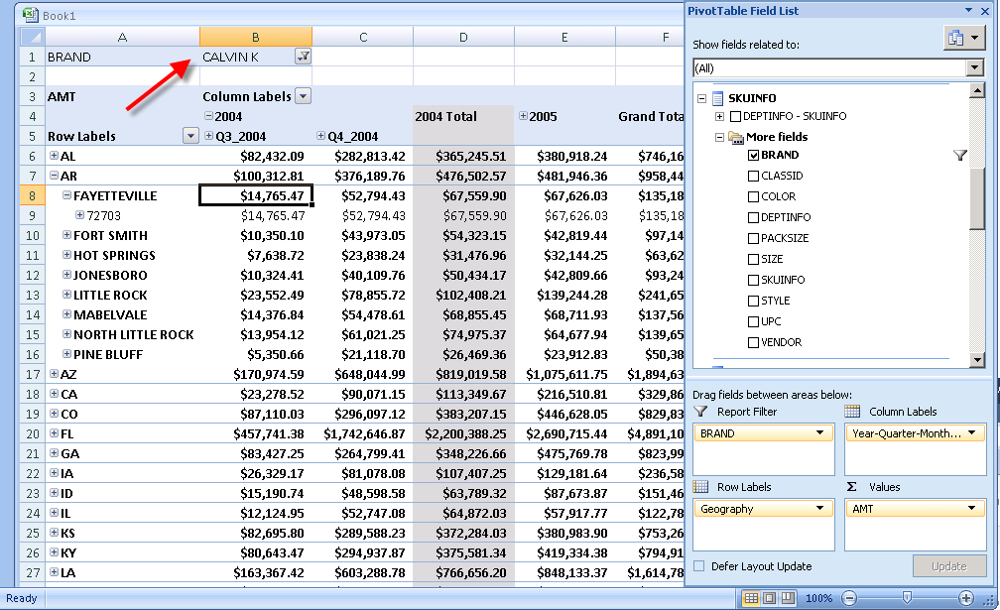 Book1
A B C D E F
1 BRAND CALVIN K
2
3 AMT Column Labels
4 2004 2004 Total 2005 Grand Tota
5 Row Labels Q3_2004 Q4_2004
6 AL $82,432.09 $282,813.42 $365,245.51 $380,918.24 $746,16
7 AR $100,312.81 $376,189.76 $476,502.57 $481,946.36 $958,44
8 FAYETTEVILLE $14,765.47 $52,794.43 $67,559.90 $67,626.03 $135,18
9 72703 $14,765.47 $52,794.43 $67,559.90 $67,626.03 $135,18
10 FORT SMITH $10,350.10 $43,973.05 $54,323.15 $42,819.44 $97,14
11 HOT SPRINGS $7,638.72 $23,838.24 $31,476.96 $32,144.25 $63,62
12 JONESBORO $10,324.41 $40,109.76 $50,434.17 $42,809.66 $93,24
13 LITTLE ROCK $23,552.49 $78,855.72 $102,408.21 $139,244.28 $241,65
14 MABELVALE $14,376.84 $54,478.61 $68,855.45 $68,711.93 $137,56
15 NORTH LITTLE ROCK $13,954.12 $61,021.25 $74,975.37 $64,677.94 $139,65
16 PINE BLUFF $5,350.66 $21,118.70 $26,469.36 $23,912.83 $50,38
17 AZ $170,974.59 $648,044.99 $819,019.58 $1,075,611.75 $1,894,63
18 CA $23,278.52 $90,071.15 $113,349.67 $216,510.81 $329,86
19 CO $87,110.03 $296,097.12 $383,207.15 $446,628.05 $829,83
20 FL $457,741.38 $1,742,646.87 $2,200,388.25 $2,690,715.44 $4,891,10
21 GA $83,427.25 $264,799.41 $348,226.66 $475,769.78 $823,99
22 IA $26,329.17 $81,078.08 $107,407.25 $129,181.64 $236,58
23 ID $15,190.74 $48,598.58 $63,789.32 $87,673.87 $151,46
24 IL $12,124.95 $52,747.08 $64,872.03 $57,917.77 $122,78
25 KS $82,695.80 $289,588.23 $372,284.03 $380,983.90 $753,26
26 KY $80,643.47 $294,937.87 $375,581.34 $419,334.38 $794,91
27 LA $163,367.42 $603,288.78 $766,656.20 $848,133.37 $1,614,78
Ready
100%
PivotTable Field List
Show fields related to:
(All)
SKUINFO
DEPTINFO - SKUINFO
More fields
BRAND
CLASSID
COLOR
DEPTINFO
PACKSIZE
SIZE
SKUINFO
STYLE
UPC
VENDOR
Drag fields between areas below:
Report Filter Column Labels
BRAND Year-Quarter-Month...
Row Labels Σ Values
Geography AMT
Defer Layout Update Update